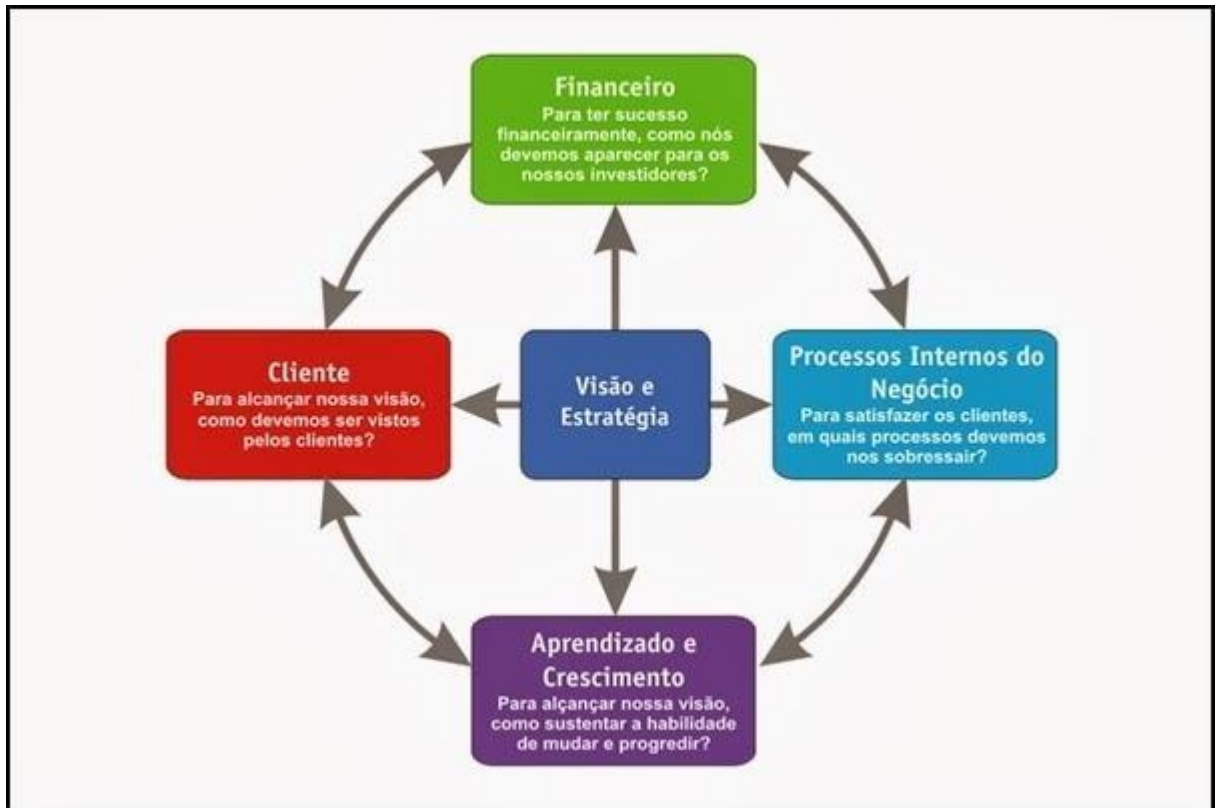 Financeiro
Para ter sucesso
financeiramente, como nós
devemos aparecer para os
nossos investidores?
Cliente
Para alcançar nossa visão,
como devemos ser vistos
pelos clientes?
Visão e
Estratégia
Processos Internos do
Negócio
Para satisfazer os clientes,
em quais processos devemos
nos sobressair?
Aprendizado e
Crescimento
Para alçançar nossa visão,
como sustentar a habilidade
de mudar e progredir?